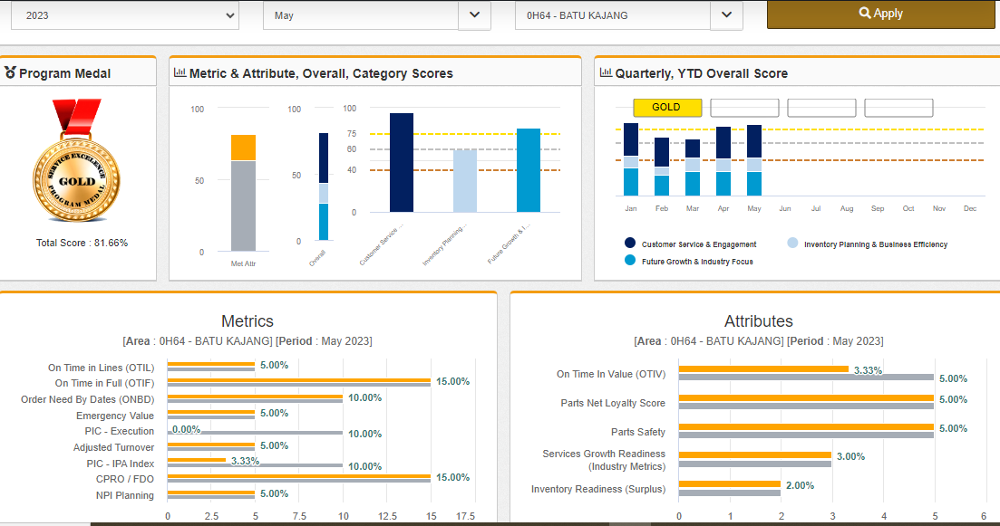 2023
May
0H64 - BATU KAJANG
Apply
Program Medal
SERVICE EXCELENCE
GOLD
PROGRAM MEDAL
Total Score : 81.66%
Metric & Attribute, Overall, Category Scores
100
50
0
Met Attr
100
50
0
Overall
100
75
60
40
0
Customer Service ...
Inventory Planning...
Future Growth & I...
Quarterly, YTD Overall Score
GOLD
Jan Feb Mar Apr May Jun Jul Aug Sep Oct Nov Dec
Customer Service & Engagement
Inventory Planning & Business Efficiency
Future Growth & Industry Focus
Metrics
[Area : 0H64 - BATU KAJANG] [Period : May 2023]
On Time in Lines (OTIL) 5.00%
On Time in Full (OTIF) 15.00%
Order Need By Dates (ONBD) 10.00%
Emergency Value 5.00%
PIC - Execution 0.00% 10.00%
Adjusted Turnover 5.00%
PIC - IPA Index 3.33% 10.00%
CPRO / FDO 15.00%
NPI Planning 5.00%
0 2.5 5 7.5 10 12.5 15 17.5
Attributes
[Area : 0H64 - BATU KAJANG] [Period : May 2023]
On Time In Value (OTIV) 3.33% 5.00%
Parts Net Loyalty Score 5.00%
Parts Safety 5.00%
Services Growth Readiness
(Industry Metrics) 3.00%
Inventory Readiness (Surplus) 2.00%
0 1 2 3 4 5 6